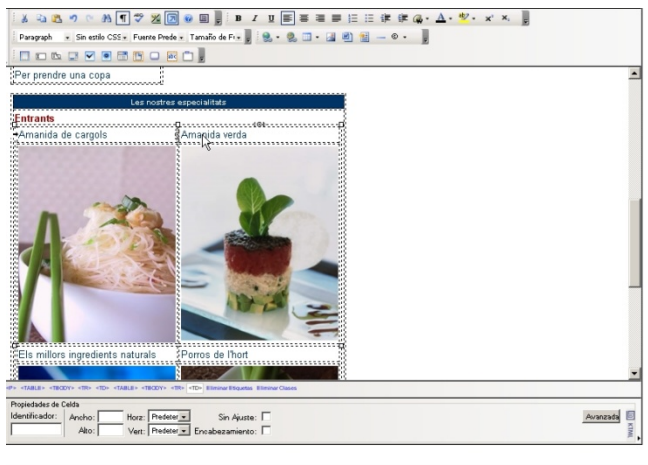 B I U
Paragraph Sin estilo CSS Fuente Prede Tamaño de F
Per prendre una copa
Les nostres especialitats
Entrants
Amanida de cargols Amanida verda
Els millors ingredients naturals Porros de l'hort
<TABLE> <TBODY> <TR> <TD> <TABLE> <TBODY> <TR> <TD> Eliminar Etiquetas Eliminar Clases
Propiedades de Celda
Identificador: Ancho: Horz: Predeter Sin Ajuste: Avanzada
Alto: Vert: Predeter Encabezamiento:
HTML